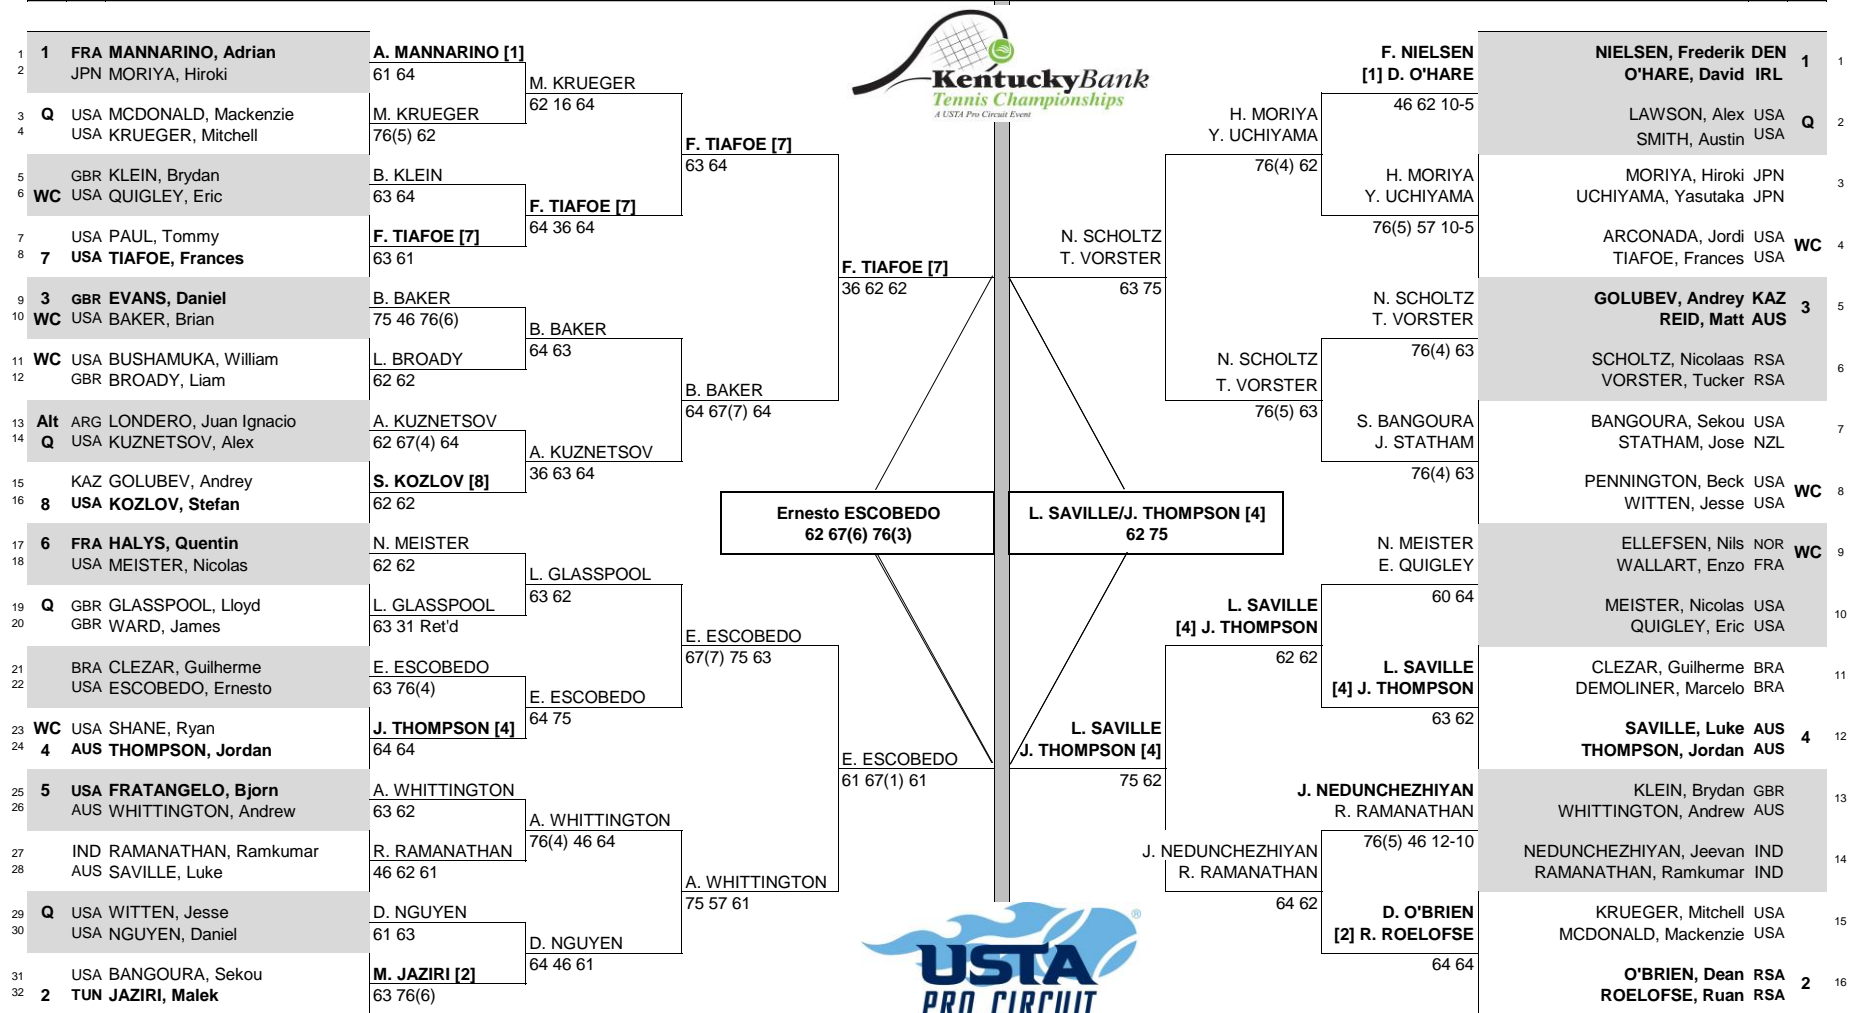 KentuckyBank
Tennis Championships
A USTA Pro Circuit Event
1 1 FRA MANNARINO, Adrian
2 JPN MORIYA, Hiroki
3 Q USA MCDONALD, Mackenzie
4 USA KRUEGER, Mitchell
5 GBR KLEIN, Brydan
6 WC USA QUIGLEY, Eric
7 USA PAUL, Tommy
8 7 USA TIAFOE, Frances
9 3 GBR EVANS, Daniel
10 WC USA BAKER, Brian
11 WC USA BUSHAMUKA, William
12 GBR BROADY, Liam
13 Alt ARG LONDERO, Juan Ignacio
14 Q USA KUZNETSOV, Alex
15 KAZ GOLUBEV, Andrey
16 8 USA KOZLOV, Stefan
17 6 FRA HALYS, Quentin
18 USA MEISTER, Nicolas
19 Q GBR GLASSPOOL, Lloyd
20 GBR WARD, James
21 BRA CLEZAR, Guilherme
22 USA ESCOBEDO, Ernesto
23 WC USA SHANE, Ryan
24 4 AUS THOMPSON, Jordan
25 5 USA FRATANGELO, Bjorn
26 AUS WHITTINGTON, Andrew
27 IND RAMANATHAN, Ramkumar
28 AUS SAVILLE, Luke
29 Q USA WITTEN, Jesse
30 USA NGUYEN, Daniel
31 USA BANGOURA, Sekou
32 2 TUN JAZIRI, Malek
A. MANNARINO [1]
61 64
M. KRUEGER
76(5) 62
B. KLEIN
63 64
F. TIAFOE [7]
63 61
B. BAKER
75 46 76(6)
L. BROADY
62 62
A. KUZNETSOV
62 67(4) 64
S. KOZLOV [8]
62 62
N. MEISTER
62 62
L. GLASSPOOL
63 31 Ret'd
E. ESCOBEDO
63 76(4)
J. THOMPSON [4]
64 64
A. WHITTINGTON
63 62
R. RAMANATHAN
46 62 61
D. NGUYEN
61 63
M. JAZIRI [2]
63 76(6)
M. KRUEGER
62 16 64
F. TIAFOE [7]
64 36 64
B. BAKER
64 63
A. KUZNETSOV
36 63 64
L. GLASSPOOL
63 62
E. ESCOBEDO
64 75
A. WHITTINGTON
76(4) 46 64
D. NGUYEN
64 46 61
F. TIAFOE [7]
63 64
B. BAKER
64 67(7) 64
E. ESCOBEDO
67(7) 75 63
A. WHITTINGTON
75 57 61
F. TIAFOE [7]
36 62 62
E. ESCOBEDO
61 67(1) 61
Ernesto ESCOBEDO
62 67(6) 76(3)
L. SAVILLE/J. THOMPSON [4]
62 75
N. SCHOLTZ
T. VORSTER
63 75
L. SAVILLE
J. THOMPSON [4]
75 62
H. MORIYA
Y. UCHIYAMA
76(4) 62
N. SCHOLTZ
T. VORSTER
76(5) 63
L. SAVILLE
[4] J. THOMPSON
62 62
J. NEDUNCHEZHIYAN
R. RAMANATHAN
64 62
F. NIELSEN
[1] D. O'HARE
46 62 10-5
H. MORIYA
Y. UCHIYAMA
76(5) 57 10-5
N. SCHOLTZ
T. VORSTER
76(4) 63
S. BANGOURA
J. STATHAM
76(4) 63
N. MEISTER
E. QUIGLEY
60 64
L. SAVILLE
[4] J. THOMPSON
63 62
J. NEDUNCHEZHIYAN
R. RAMANATHAN
76(5) 46 12-10
D. O'BRIEN
[2] R. ROELOFSE
64 64
NIELSEN, Frederik DEN 1 1
O'HARE, David IRL
LAWSON, Alex USA Q 2
SMITH, Austin USA
MORIYA, Hiroki JPN 3
UCHIYAMA, Yasutaka JPN
ARCONADA, Jordi USA WC 4
TIAFOE, Frances USA
GOLUBEV, Andrey KAZ 3 5
REID, Matt AUS
SCHOLTZ, Nicolaas RSA 6
VORSTER, Tucker RSA
BANGOURA, Sekou USA 7
STATHAM, Jose NZL
PENNINGTON, Beck USA WC 8
WITTEN, Jesse USA
ELLEFSEN, Nils NOR WC 9
WALLART, Enzo FRA
MEISTER, Nicolas USA 10
QUIGLEY, Eric USA
CLEZAR, Guilherme BRA 11
DEMOLINER, Marcelo BRA
SAVILLE, Luke AUS 4 12
THOMPSON, Jordan AUS
KLEIN, Brydan GBR 13
WHITTINGTON, Andrew AUS
NEDUNCHEZHIYAN, Jeevan IND 14
RAMANATHAN, Ramkumar IND
KRUEGER, Mitchell USA 15
MCDONALD, Mackenzie USA
O'BRIEN, Dean RSA 2 16
ROELOFSE, Ruan RSA
USTA ®
PRO CIRCUIT